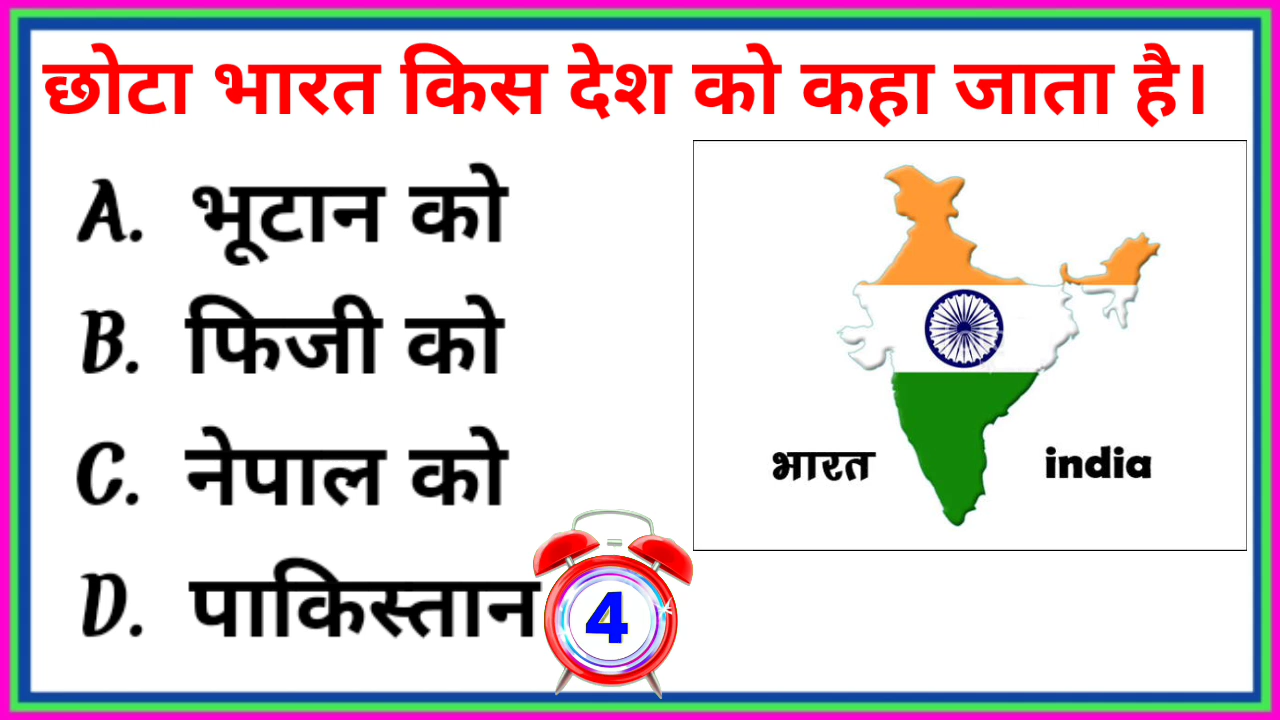 छोटा भारत किस देश को कहा जाता है।
A. भूटान को
B. फिजी को
C. नेपाल को
D. पाकिस्तान
4
भारत
india